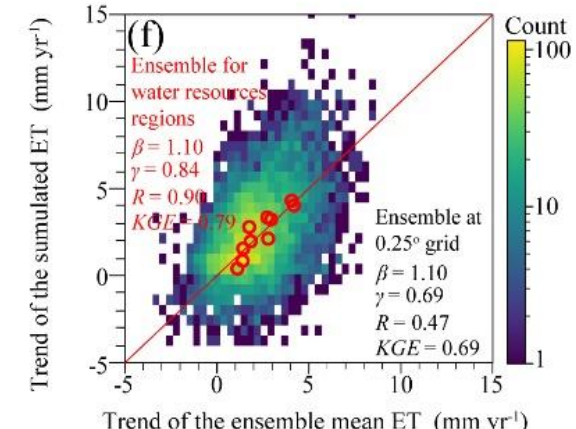 15
(f)
Count
Ensemble for
water resources
regions
β = 1.10
γ = 0.84
R = 0.90
KGE = 0.79
10
5
0
-5
Trend of the sumulated ET (mm yr⁻¹)
Ensemble at
0.25° grid
β = 1.10
γ = 0.69
R = 0.47
KGE = 0.69
100
10
1
-5
0
5
10
15
Trend of the ensemble mean ET (mm yr⁻¹)